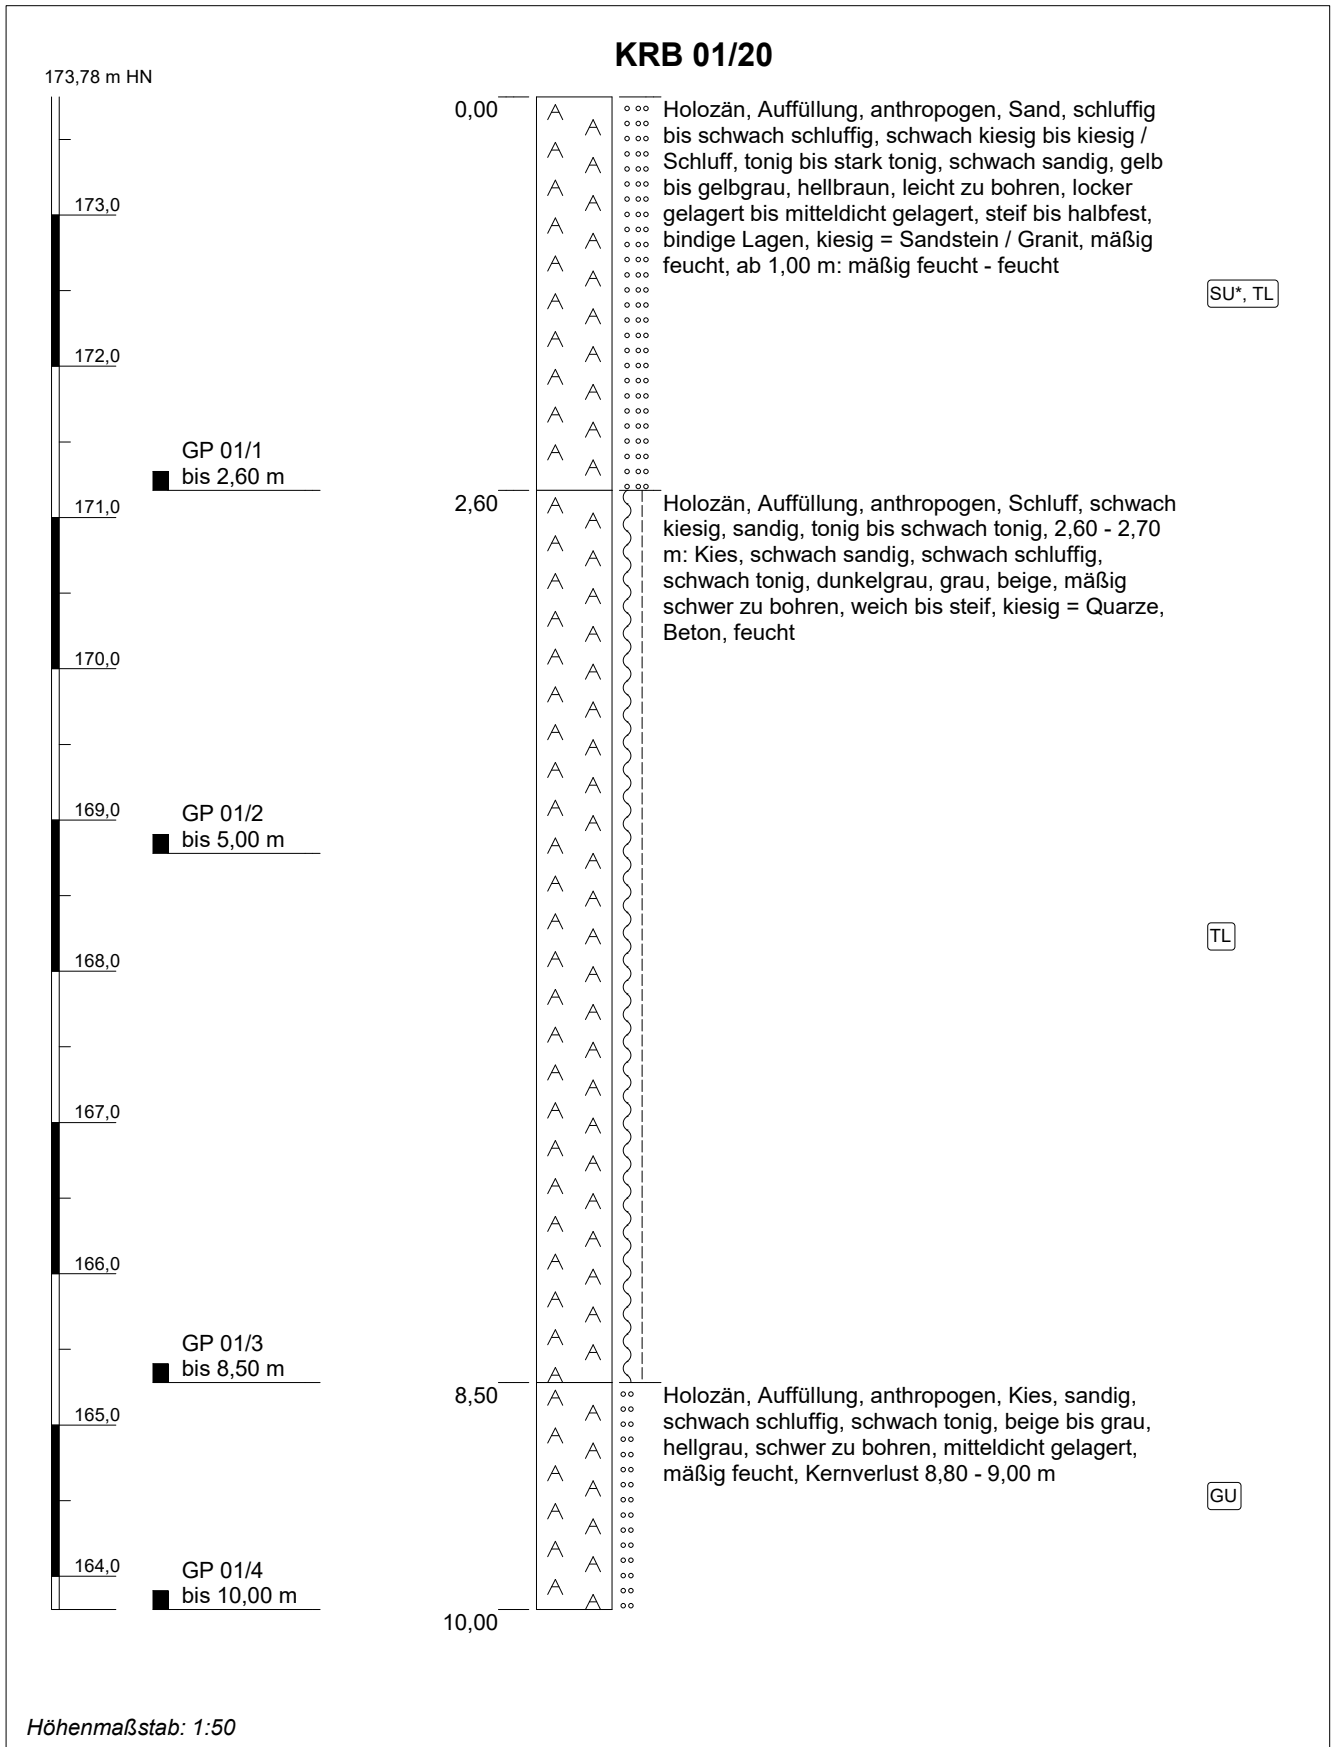 KRB 01/20
173,78 m HN
0,00
Holozän, Auffüllung, anthropogen, Sand, schluffig
bis schwach schluffig, schwach kiesig bis kiesig /
Schluff, tonig bis stark tonig, schwach sandig, gelb
bis gelbgrau, hellbraun, leicht zu bohren, locker
gelagert bis mitteldicht gelagert, steif bis halbfest,
bindige Lagen, kiesig = Sandstein / Granit, mäßig
feucht, ab 1,00 m: mäßig feucht - feucht
SU*, TL
173,0
172,0
GP 01/1
bis 2,60 m
171,0
2,60
Holozän, Auffüllung, anthropogen, Schluff, schwach
kiesig, sandig, tonig bis schwach tonig, 2,60 - 2,70
m: Kies, schwach sandig, schwach schluffig,
schwach tonig, dunkelgrau, grau, beige, mäßig
schwer zu bohren, weich bis steif, kiesig = Quarze,
Beton, feucht
170,0
169,0
GP 01/2
bis 5,00 m
TL
168,0
167,0
166,0
GP 01/3
bis 8,50 m
8,50
Holozän, Auffüllung, anthropogen, Kies, sandig,
schwach schluffig, schwach tonig, beige bis grau,
hellgrau, schwer zu bohren, mitteldicht gelagert,
mäßig feucht, Kernverlust 8,80 - 9,00 m
165,0
GU
164,0
GP 01/4
bis 10,00 m
10,00
Höhenmaßstab: 1:50